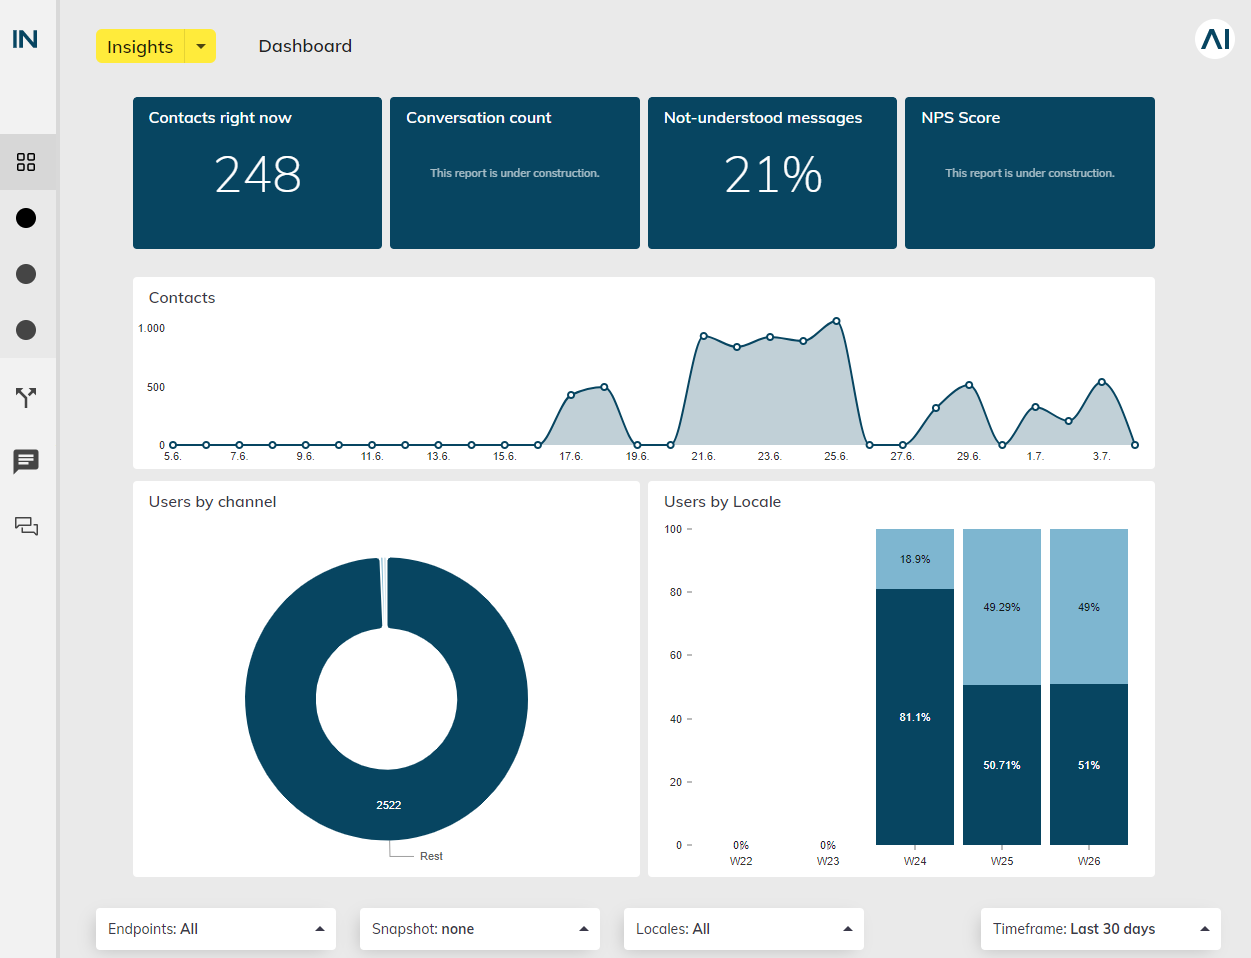 IN
Insights
Dashboard
AI
Contacts right now
248
Conversation count
This report is under construction.
Not-understood messages
21%
NPS Score
This report is under construction.
Contacts
1.000
500
0
5.6. 7.6. 9.6. 11.6. 13.6. 15.6. 17.6. 19.6. 21.6. 23.6. 25.6. 27.6. 29.6. 1.7. 3.7.
Users by channel
2522
Rest
Users by Locale
100
80
60
40
20
0
18.9%
49.29%
49%
81.1%
50.71%
51%
0% 0%
W22 W23 W24 W25 W26
Endpoints: All
Snapshot: none
Locales: All
Timeframe: Last 30 days